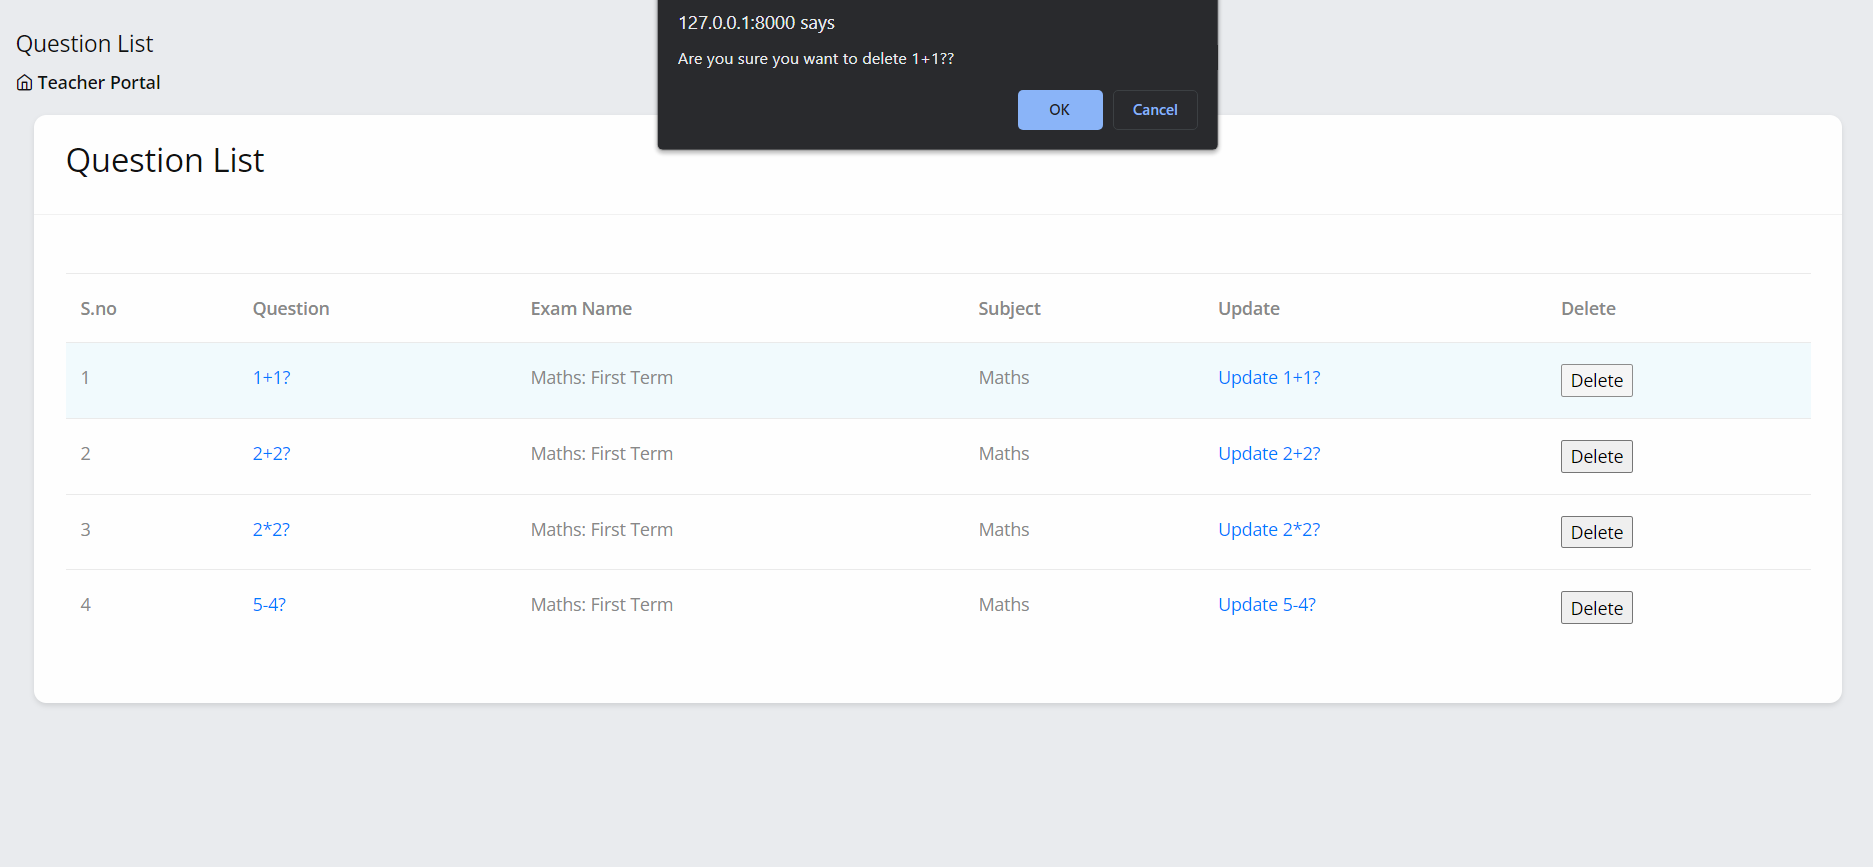 127.0.0.1:8000 says
Are you sure you want to delete 1+1??
OK Cancel
Question List
Teacher Portal
Question List
S.no Question Exam Name Subject Update Delete
1 1+1? Maths: First Term Maths Update 1+1? Delete
2 2+2? Maths: First Term Maths Update 2+2? Delete
3 2*2? Maths: First Term Maths Update 2*2? Delete
4 5-4? Maths: First Term Maths Update 5-4? Delete